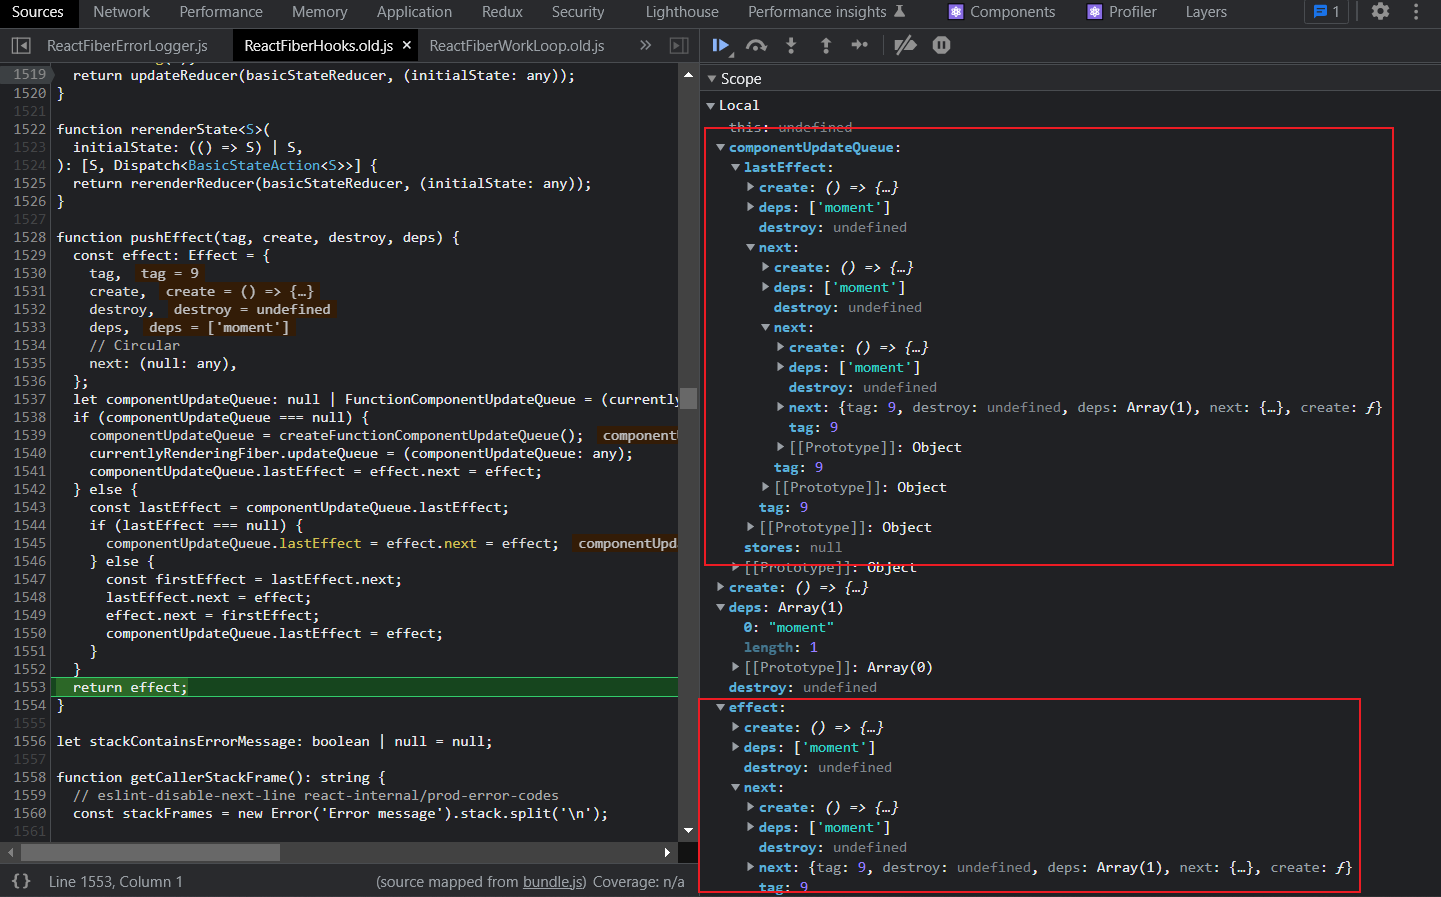 Sources Network Performance Memory Application Redux Security Lighthouse Performance insights Components Profiler Layers 1
ReactFiberErrorLogger.js ReactFiberHooks.old.js × ReactFiberWorkLoop.old.js »
1519 return updateReducer(basicStateReducer, (initialState: any));
1520 }
1521
1522 function rerenderState<S>(
1523 initialState: (() => S) | S,
1524 ): [S, Dispatch<BasicStateAction<S>>] {
1525 return rerenderReducer(basicStateReducer, (initialState: any));
1526 }
1527
1528 function pushEffect(tag, create, destroy, deps) {
1529 const effect: Effect = {
1530 tag, tag = 9
1531 create, create = () => {…}
1532 destroy, destroy = undefined
1533 deps, deps = ['moment']
1534 // Circular
1535 next: (null: any),
1536 };
1537 let componentUpdateQueue: null | FunctionComponentUpdateQueue = (currently
1538 if (componentUpdateQueue === null) {
1539 componentUpdateQueue = createFunctionComponentUpdateQueue(); component
1540 currentlyRenderingFiber.updateQueue = (componentUpdateQueue: any);
1541 componentUpdateQueue.lastEffect = effect.next = effect;
1542 } else {
1543 const lastEffect = componentUpdateQueue.lastEffect;
1544 if (lastEffect === null) {
1545 componentUpdateQueue.lastEffect = effect.next = effect; componentUpd
1546 } else {
1547 const firstEffect = lastEffect.next;
1548 lastEffect.next = effect;
1549 effect.next = firstEffect;
1550 componentUpdateQueue.lastEffect = effect;
1551 }
1552 }
1553 return effect;
1554 }
1555
1556 let stackContainsErrorMessage: boolean | null = null;
1557
1558 function getCallerStackFrame(): string {
1559 // eslint-disable-next-line react-internal/prod-error-codes
1560 const stackFrames = new Error('Error message').stack.split('\n');
1561
{} Line 1553, Column 1 (source mapped from bundle.js) Coverage: n/a
Scope
Local
this: undefined
componentUpdateQueue:
lastEffect:
create: () => {…}
deps: ['moment']
destroy: undefined
next:
create: () => {…}
deps: ['moment']
destroy: undefined
next:
create: () => {…}
deps: ['moment']
destroy: undefined
next: {tag: 9, destroy: undefined, deps: Array(1), next: {…}, create: ƒ}
tag: 9
[[Prototype]]: Object
tag: 9
[[Prototype]]: Object
tag: 9
[[Prototype]]: Object
stores: null
[[Prototype]]: Object
create: () => {…}
deps: Array(1)
0: "moment"
length: 1
[[Prototype]]: Array(0)
destroy: undefined
effect:
create: () => {…}
deps: ['moment']
destroy: undefined
next:
create: () => {…}
deps: ['moment']
destroy: undefined
next: {tag: 9, destroy: undefined, deps: Array(1), next: {…}, create: ƒ}
tag: 9